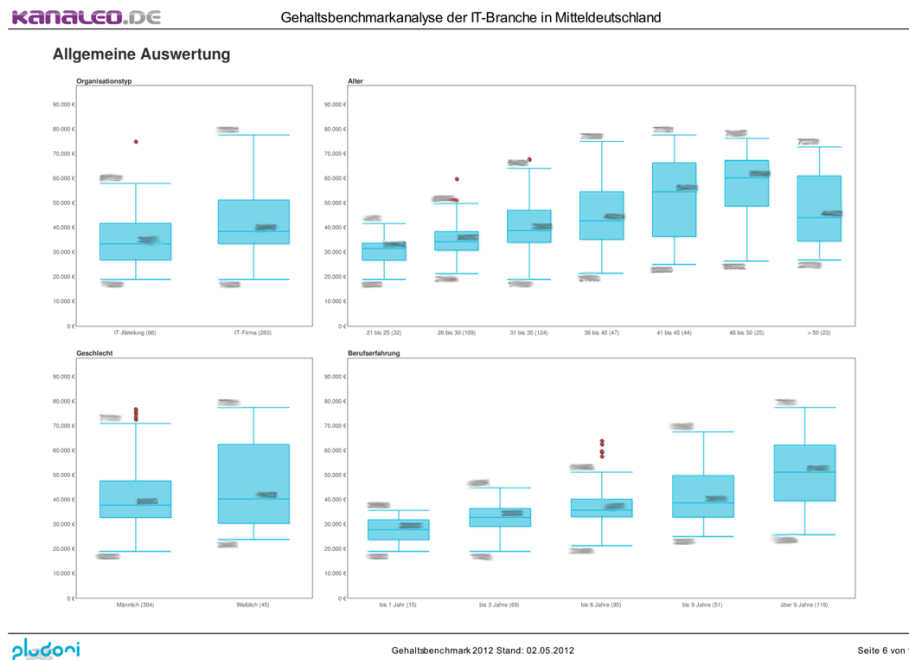 KANALEO.DE
Gehaltsbenchmarkanalyse der IT-Branche in Mitteldeutschland
Allgemeine Auswertung
Organisationstyp
90.000 €
80.000 €
70.000 €
60.000 €
50.000 €
40.000 €
30.000 €
20.000 €
10.000 €
0 €
IT-Abteilung (66)
IT-Firma (283)
Alter
90.000 €
80.000 €
70.000 €
60.000 €
50.000 €
40.000 €
30.000 €
20.000 €
10.000 €
0 €
21 bis 25 (32)
26 bis 30 (109)
31 bis 35 (124)
36 bis 40 (47)
41 bis 45 (44)
46 bis 50 (25)
> 50 (23)
Geschlecht
90.000 €
80.000 €
70.000 €
60.000 €
50.000 €
40.000 €
30.000 €
20.000 €
10.000 €
0 €
Männlich (304)
Weiblich (45)
Berufserfahrung
90.000 €
80.000 €
70.000 €
60.000 €
50.000 €
40.000 €
30.000 €
20.000 €
10.000 €
0 €
bis 1 Jahr (15)
bis 3 Jahre (69)
bis 6 Jahre (95)
bis 9 Jahre (51)
über 9 Jahre (119)
pludoni
Gehaltsbenchmark 2012 Stand: 02.05.2012
Seite 6 von